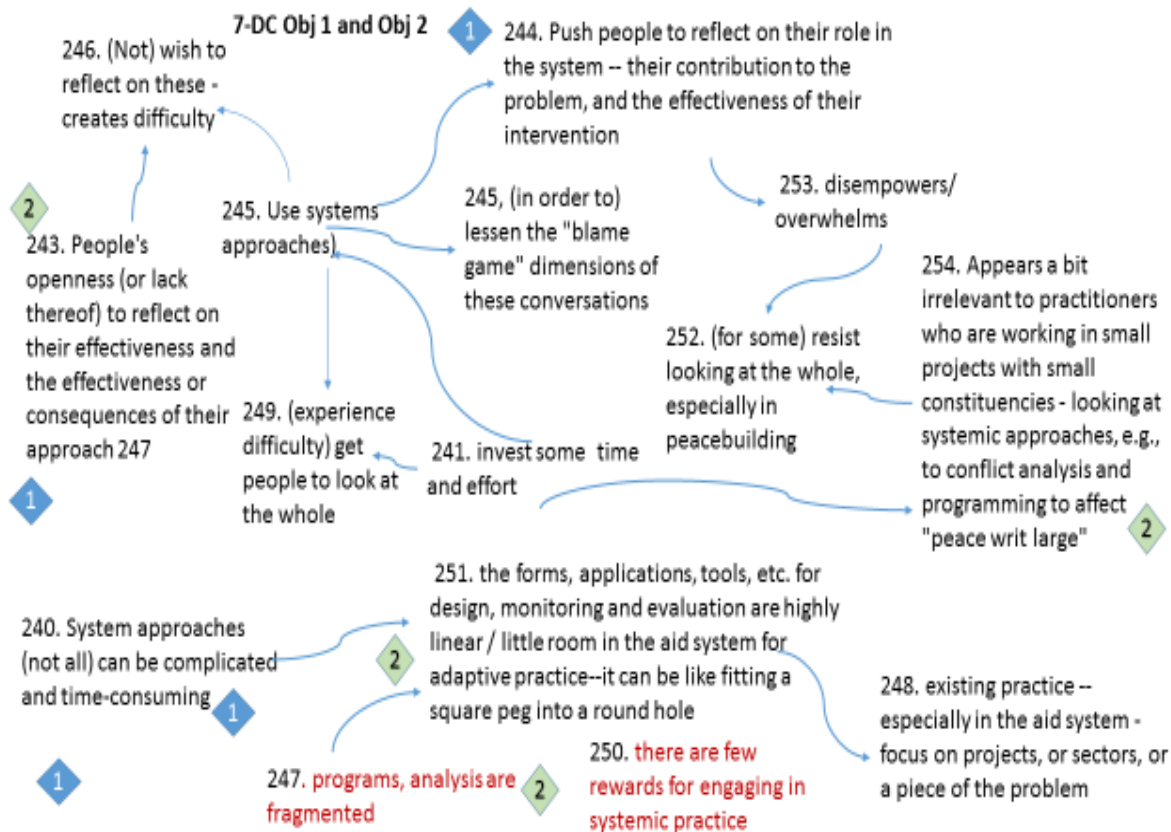 7-DC Obj 1 and Obj 2
246. (Not) wish to
reflect on these -
creates difficulty
1
244. Push people to reflect on their role in
the system -- their contribution to the
problem, and the effectiveness of their
intervention
2
243. People's
openness (or lack
thereof) to reflect on
their effectiveness and
the effectiveness or
consequences of their
approach 247
1
245. Use systems
approaches)
245, (in order to)
lessen the "blame
game" dimensions of
these conversations
253. disempowers/
overwhelms
254. Appears a bit
irrelevant to practitioners
who are working in small
projects with small
constituencies - looking at
systemic approaches, e.g.,
to conflict analysis and
programming to affect
"peace writ large"
2
252. (for some) resist
looking at the whole,
especially in
peacebuilding
249. (experience
difficulty) get
people to look at
the whole
241. invest some time
and effort
240. System approaches
(not all) can be complicated
and time-consuming
1
1
251. the forms, applications, tools, etc. for
design, monitoring and evaluation are highly
linear / little room in the aid system for
adaptive practice--it can be like fitting a
square peg into a round hole
2
248. existing practice --
especially in the aid system -
focus on projects, or sectors, or
a piece of the problem
247. programs, analysis are
fragmented
2
250. there are few
rewards for engaging in
systemic practice